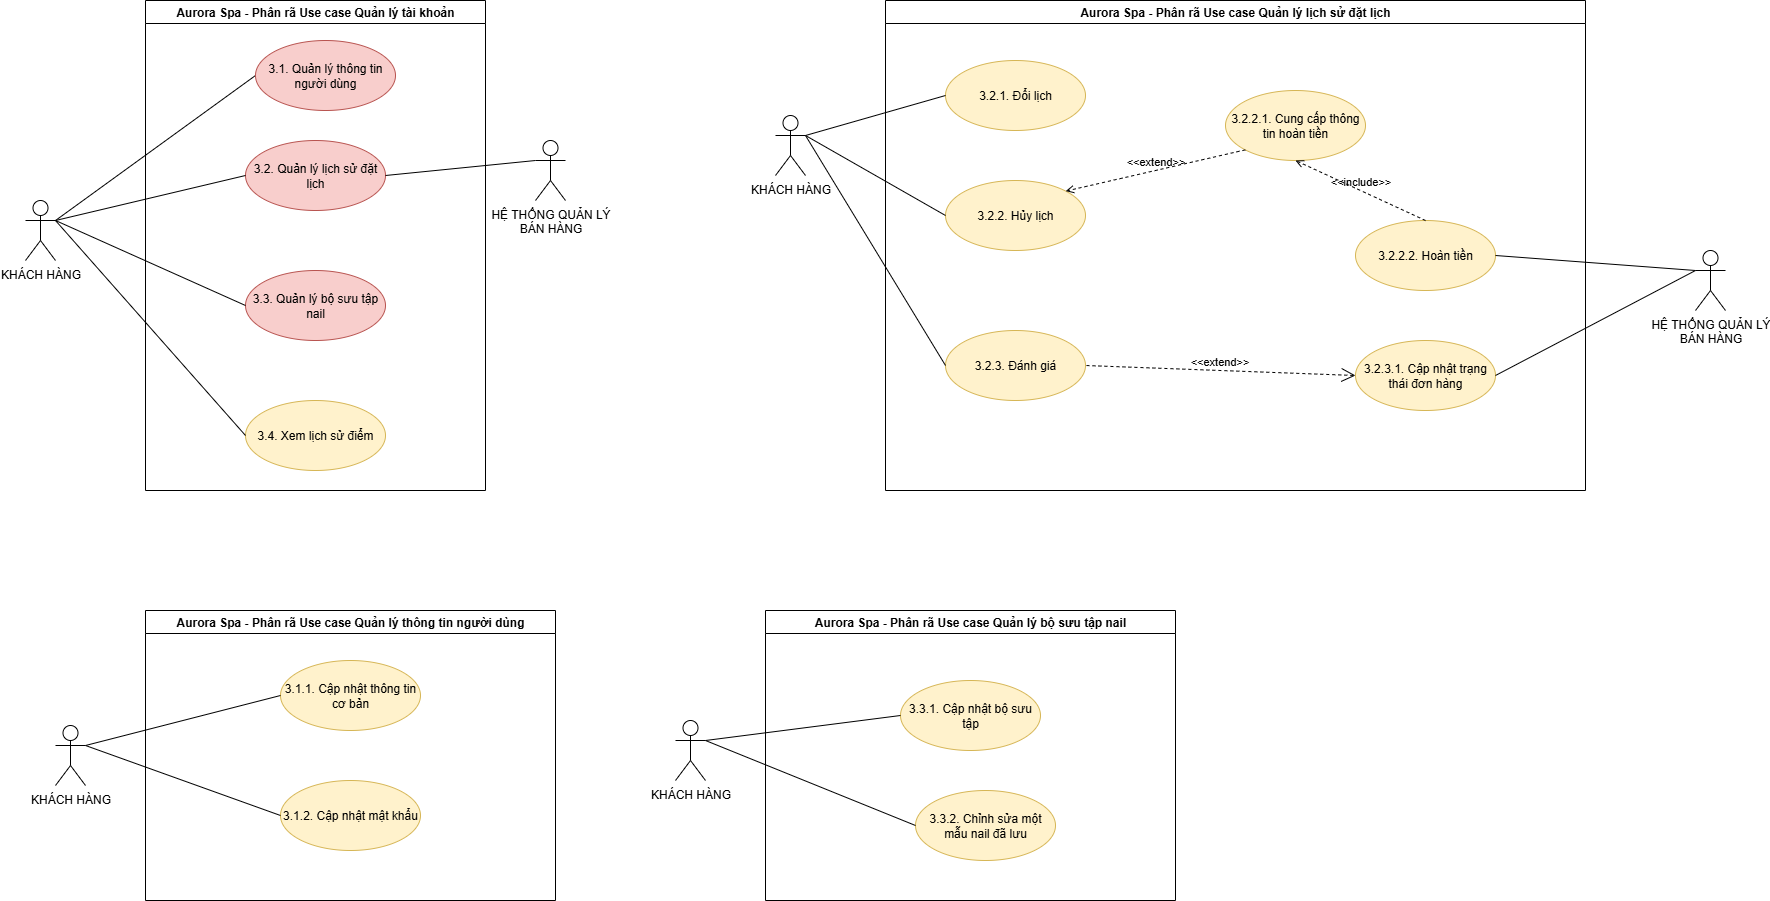 Aurora Spa - Phân rã Use case Quản lý tài khoản
3.1. Quản lý thông tin
người dùng
3.2. Quản lý lịch sử đặt
lịch
3.3. Quản lý bộ sưu tập
nail
3.4. Xem lịch sử điểm
KHÁCH HÀNG
HỆ THỐNG QUẢN LÝ
BÁN HÀNG
Aurora Spa - Phân rã Use case Quản lý lịch sử đặt lịch
3.2.1. Đổi lịch
3.2.2.1. Cung cấp thông
tin hoàn tiền
<<extend>>
<<include>>
KHÁCH HÀNG
3.2.2. Hủy lịch
3.2.2.2. Hoàn tiền
3.2.3. Đánh giá
<<extend>>
3.2.3.1. Cập nhật trạng
thái đơn hàng
HỆ THỐNG QUẢN LÝ
BÁN HÀNG
Aurora Spa - Phân rã Use case Quản lý thông tin người dùng
3.1.1. Cập nhật thông tin
cơ bản
3.1.2. Cập nhật mật khẩu
KHÁCH HÀNG
Aurora Spa - Phân rã Use case Quản lý bộ sưu tập nail
3.3.1. Cập nhật bộ sưu
tập
3.3.2. Chỉnh sửa một
mẫu nail đã lưu
KHÁCH HÀNG